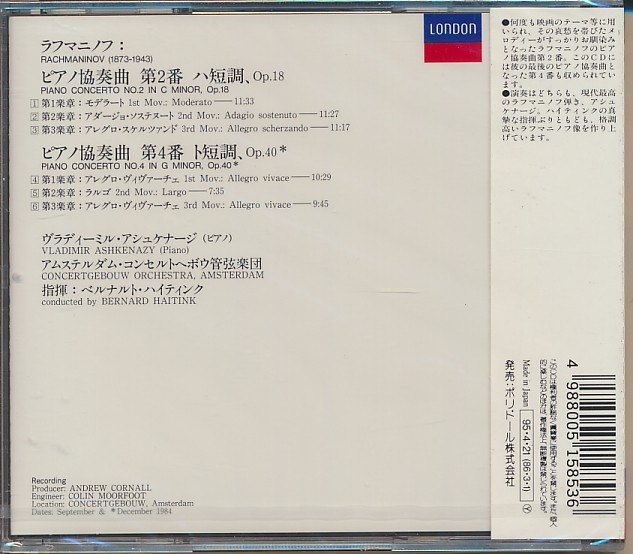 LONDON
ラフマニノフ：
RACHMANINOV (1873-1943)
ピアノ協奏曲 第2番 ハ短調、Op.18
PIANO CONCERTO NO.2 IN C MINOR, Op.18
1 第1楽章：モデラート 1st Mov.: Moderato——11:33
2 第2楽章：アダージョ・ソステヌート 2nd Mov.: Adagio sostenuto——11:27
3 第3楽章：アレグロ・スケルツァンド 3rd Mov.: Allegro scherzando——11:17
ピアノ協奏曲 第4番 ト短調、Op.40*
PIANO CONCERTO NO.4 IN G MINOR, Op.40*
4 第1楽章：アレグロ・ヴィヴァーチェ 1st Mov.: Allegro vivace——10:29
5 第2楽章：ラルゴ 2nd Mov.: Largo——7:35
6 第3楽章：アレグロ・ヴィヴァーチェ 3rd Mov.: Allegro vivace——9:45
ヴラディーミル・アシュケナージ (ピアノ)
VLADIMIR ASHKENAZY (Piano)
アムステルダム・コンセルトヘボウ管弦楽団
CONCERTGEBOUW ORCHESTRA, AMSTERDAM
指揮：ベルナルト・ハイティンク
conducted by BERNARD HAITINK
Recording
Producer: ANDREW CORNALL
Engineer: COLIN MOORFOOT
Location: CONCERTGEBOUW, Amsterdam
Dates: September & *December 1984
●何度も映画のテーマ等に用
いられ、その哀愁を帯びたメ
ロディーがすっかりお馴染み
となったラフマニノフのピア
ノ協奏曲第2番。このCDに
は彼の最後のピアノ協奏曲と
なった第4番も収められてい
ます。
●演奏はどちらも、現代最高
のラフマニノフ弾き、アシュ
ケナージ。ハイティンクの真
摯な指揮ぶりともども、格調
高いラフマニノフ像を作り上
げています。
4 988005 158536
Made in Japan
95・4・21 (86・3・1) Y
発売：ポリドール株式会社